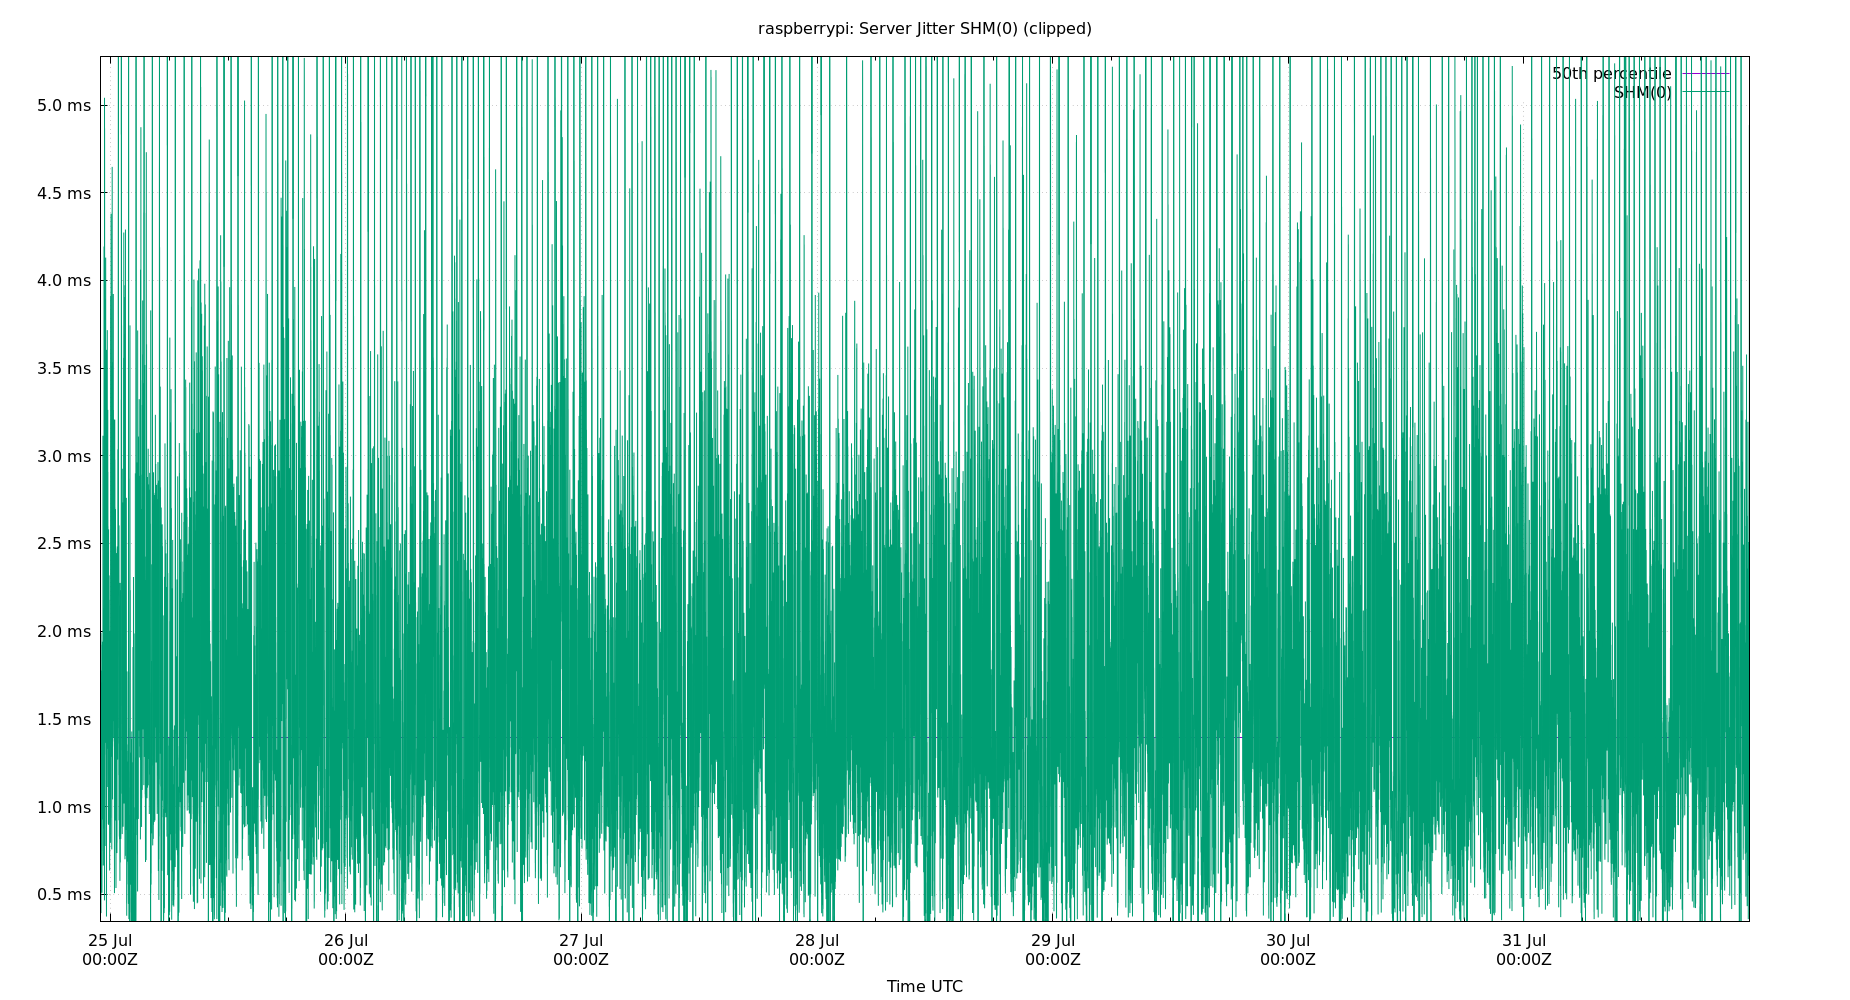 raspberrypi: Server Jitter SHM(0) (clipped)
50th percentile
SHM(0)
5.0 ms
4.5 ms
4.0 ms
3.5 ms
3.0 ms
2.5 ms
2.0 ms
1.5 ms
1.0 ms
0.5 ms
25 Jul 26 Jul 27 Jul 28 Jul 29 Jul 30 Jul 31 Jul
00:00Z 00:00Z 00:00Z 00:00Z 00:00Z 00:00Z 00:00Z
Time UTC